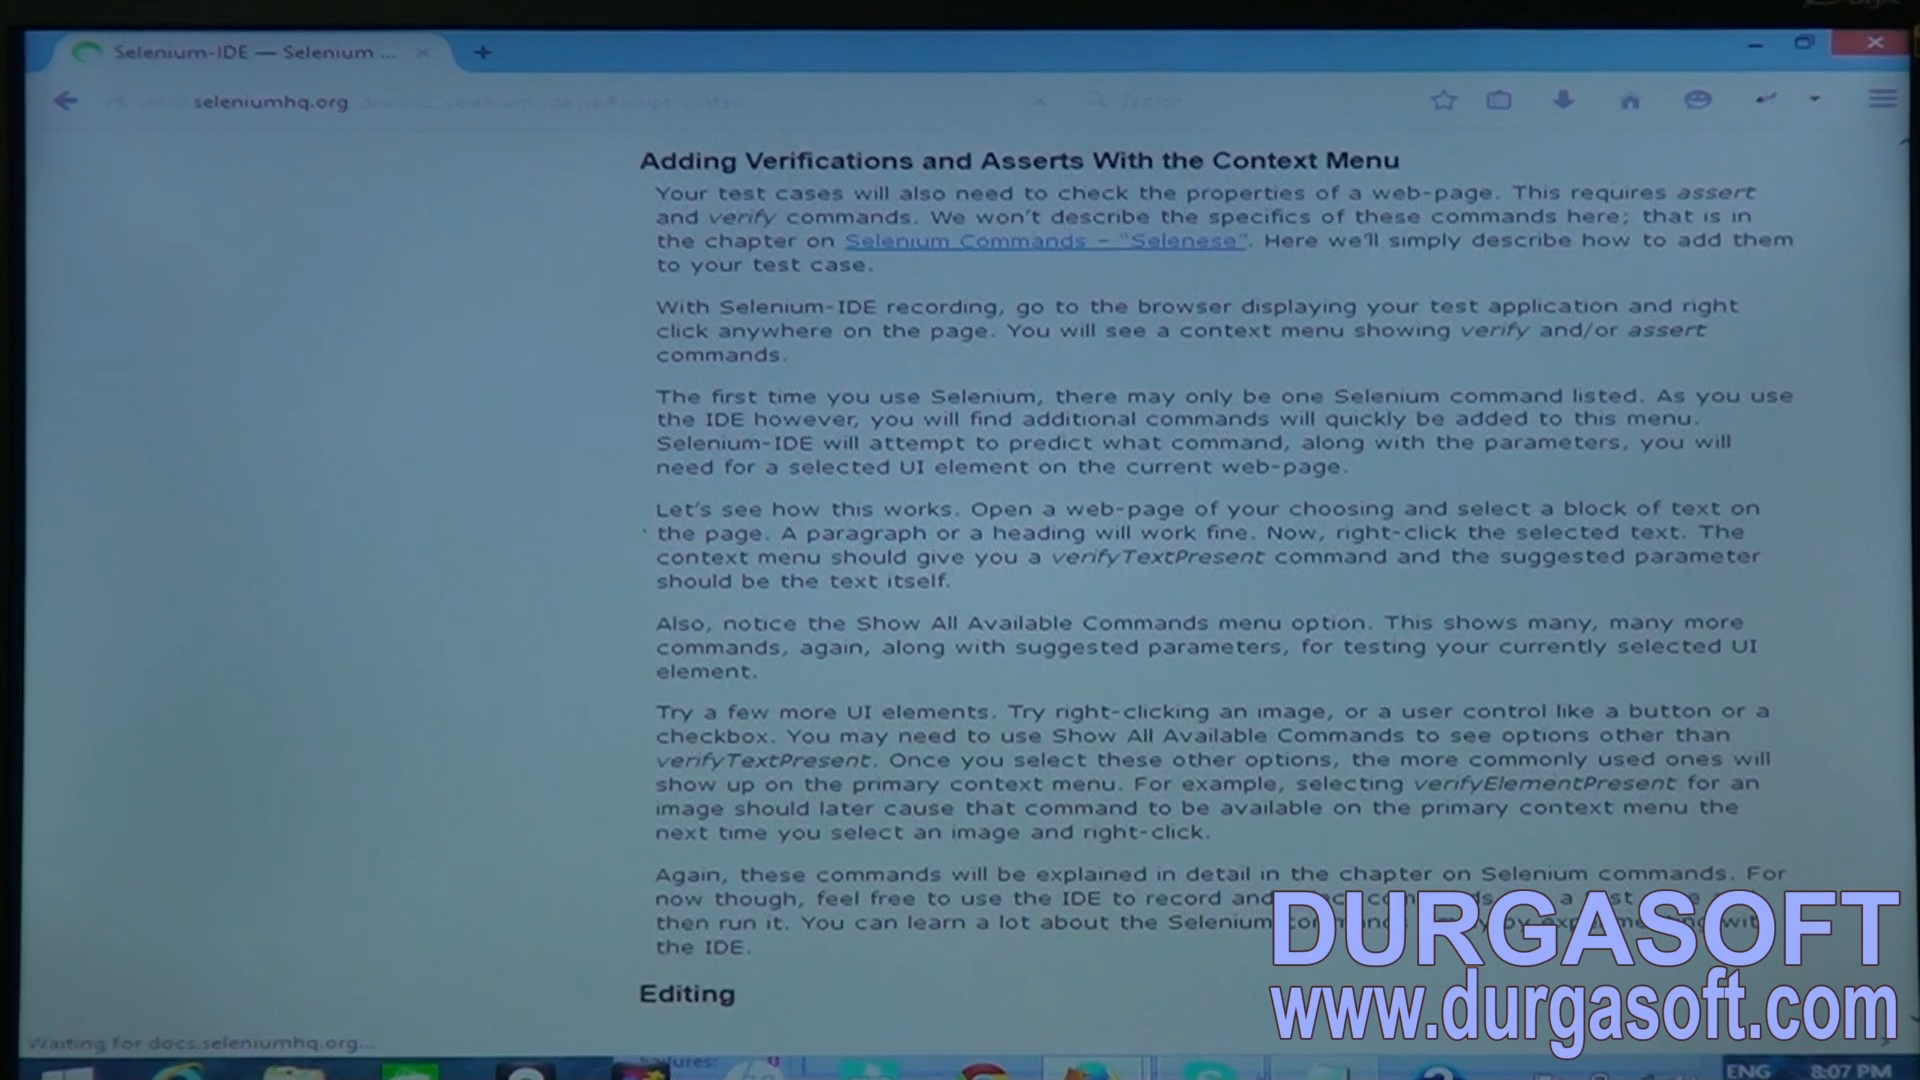 Selenium-IDE — Selenium ...
seleniumhq.org
Adding Verifications and Asserts With the Context Menu
Your test cases will also need to check the properties of a web-page. This requires assert
and verify commands. We won't describe the specifics of these commands here; that is in
the chapter on Selenium Commands – "Selenese". Here we'll simply describe how to add them
to your test case.
With Selenium-IDE recording, go to the browser displaying your test application and right
click anywhere on the page. You will see a context menu showing verify and/or assert
commands.
The first time you use Selenium, there may only be one Selenium command listed. As you use
the IDE however, you will find additional commands will quickly be added to this menu.
Selenium-IDE will attempt to predict what command, along with the parameters, you will
need for a selected UI element on the current web-page.
Let's see how this works. Open a web-page of your choosing and select a block of text on
the page. A paragraph or a heading will work fine. Now, right-click the selected text. The
context menu should give you a verifyTextPresent command and the suggested parameter
should be the text itself.
Also, notice the Show All Available Commands menu option. This shows many, many more
commands, again, along with suggested parameters, for testing your currently selected UI
element.
Try a few more UI elements. Try right-clicking an image, or a user control like a button or a
checkbox. You may need to use Show All Available Commands to see options other than
verifyTextPresent. Once you select these other options, the more commonly used ones will
show up on the primary context menu. For example, selecting verifyElementPresent for an
image should later cause that command to be available on the primary context menu the
next time you select an image and right-click.
Again, these commands will be explained in detail in the chapter on Selenium commands. For
now though, feel free to use the IDE to record and
then run it. You can learn a lot about the Selenium
the IDE.
Editing
DURGASOFT
www.durgasoft.com
Waiting for docs.seleniumhq.org...
ENG 8:07 PM